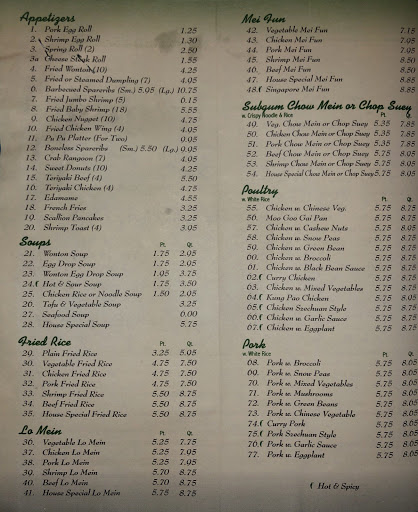 Appetizers
1. Pork Egg Roll 1.25
2. Shrimp Egg Roll 1.30
3. Spring Roll (2) 2.50
3a Cheese Steak Roll 1.55
4. Fried Wonton (10) 4.25
5. Fried or Steamed Dumpling (7) 4.05
6. Barbecued Spareribs (Sm.) 5.95 (Lg.) 10.75
7. Fried Jumbo Shrimp (5) 6.15
8. Fried Baby Shrimp (18) 5.55
9. Chicken Nugget (10) 4.75
10. Fried Chicken Wing (4) 4.05
11. Pu Pu Platter (For Two) 0.05
12. Boneless Spareribs (Sm.) 5.50 (Lg.) 0.95
13. Crab Rangoon (7) 4.05
14. Sweet Donuts (10) 4.25
15. Teriyaki Beef (4) 5.50
16. Teriyaki Chicken (4) 4.75
17. Edamame 4.55
18. French Fries 3.25
19. Scallion Pancakes 3.25
20. Shrimp Toast (4) 3.05
Soups Pt. Qt.
21. Wonton Soup 1.75 2.05
22. Egg Drop Soup 1.75 2.05
23. Wonton Egg Drop Soup 1.95 3.75
24. Hot & Sour Soup 1.75 3.50
25. Chicken Rice or Noodle Soup 1.50 2.05
26. Tofu & Vegetable Soup 3.25
27. Seafood Soup 0.00
28. House Special Soup 5.75
Fried Rice Pt. Qt.
29. Plain Fried Rice 3.25 5.05
30. Vegetable Fried Rice 4.75 7.50
31. Chicken Fried Rice 4.75 7.50
32. Pork Fried Rice 4.75 7.50
33. Shrimp Fried Rice 5.50 8.75
34. Beef Fried Rice 5.50 8.75
35. House Special Fried Rice 5.50 8.75
Lo Mein Pt. Qt.
36. Vegetable Lo Mein 5.25 7.75
37. Chicken Lo Mein 5.25 7.95
38. Pork Lo Mein 5.25 7.95
39. Shrimp Lo Mein 5.70 8.75
40. Beef Lo Mein 5.70 8.75
41. House Special Lo Mein 5.75 8.75
Mei Fun
42. Vegetable Mei Fun 7.15
43. Chicken Mei Fun 7.95
44. Pork Mei Fun 7.95
45. Shrimp Mei Fun 8.50
46. Beef Mei Fun 8.50
47. House Special Mei Fun 8.85
48. Singapore Mei Fun 8.85
Subgum Chow Mein or Chop Suey
w. Crispy Noodle & Rice Pt. Qt.
49. Veg. Chow Mein or Chop Suey 5.35 7.85
50. Chicken Chow Mein or Chop Suey 5.35 7.85
51. Pork Chow Mein or Chop Suey 5.35 7.85
52. Beef Chow Mein or Chop Suey 5.75 8.05
53. Shrimp Chow Mein or Chop Suey 5.75 8.05
54. House Special Chow Mein or Chop Suey 5.75 8.05
Poultry
w. White Rice Pt. Qt.
55. Chicken w. Chinese Veg. 5.75 8.05
56. Moo Goo Gai Pan 5.75 8.05
57. Chicken w. Cashew Nuts 5.75 8.05
58. Chicken w. Snow Peas 5.75 8.05
59. Chicken w. Green Bean 5.75 8.05
60. Chicken w. Broccoli 5.75 8.05
61. Chicken w. Black Bean Sauce 5.75 8.05
62. Curry Chicken 5.75 8.05
63. Chicken w. Mixed Vegetables 5.75 8.05
64. Kung Pao Chicken 5.75 8.05
65. Chicken Szechuan Style 5.75 8.05
66. Chicken w. Garlic Sauce 5.75 8.05
67. Chicken w. Eggplant 5.75 8.05
Pork
w. White Rice Pt. Qt.
68. Pork w. Broccoli 5.75 8.05
69. Pork w. Snow Peas 5.75 8.05
70. Pork w. Mixed Vegetables 5.75 8.05
71. Pork w. Mushrooms 5.75 8.05
72. Pork w. Green Beans 5.75 8.05
73. Pork w. Chinese Vegetable 5.75 8.05
74. Curry Pork 5.75 8.05
75. Pork Szechuan Style 5.75 8.05
76. Pork w. Garlic Sauce 5.75 8.05
77. Pork w. Eggplant 5.75 8.05
Hot & Spicy